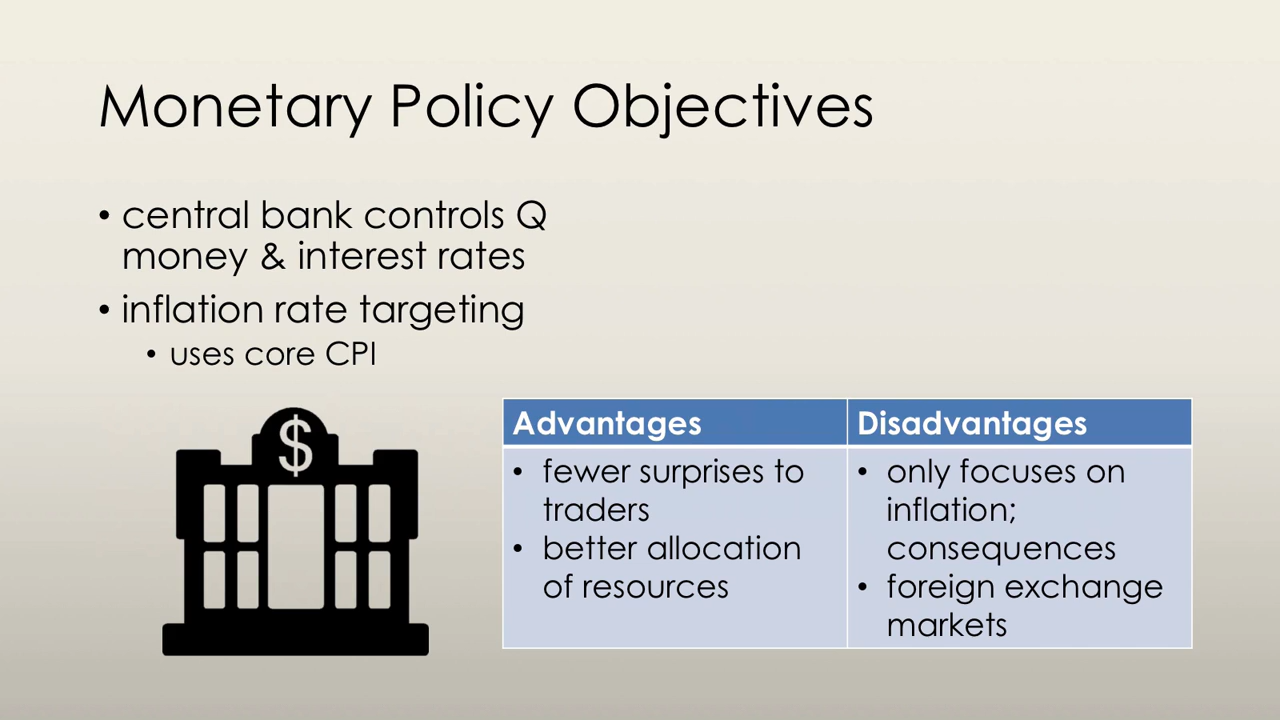 Monetary Policy Objectives
• central bank controls Q
money & interest rates
• inflation rate targeting
• uses core CPI
$
Advantages
• fewer surprises to
traders
• better allocation
of resources
Disadvantages
• only focuses on
inflation;
consequences
• foreign exchange
markets